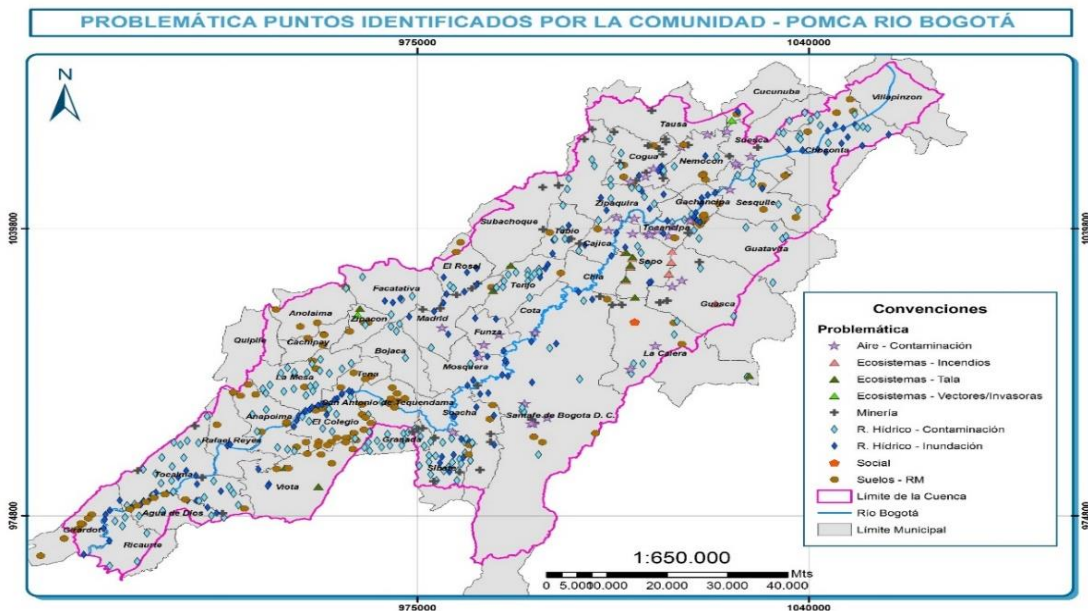 PROBLEMÁTICA PUNTOS IDENTIFICADOS POR LA COMUNIDAD - POMCA RIO BOGOTÁ
975000
1040000
N
Cucunuba
Villapinzon
Tausa
Suesca
Choconta
Cogua
Nemocon
Zipaquira
Gachancipa
Sesquile
1039800
1039800
Subachoque
Tabio
Cajica
Tocancipa
Guatavita
Sopo
El Rosal
Tenjo
Chia
Facatativa
Guasca
Anolaima
Zipacon
Madrid
Funza
Cota
Quipile
Cachipay
Bojaca
La Calera
Mosquera
La Mesa
Tena
San Antonio de Tequendama
Soacha
Santafe de Bogota D. C.
Anapoima
El Colegio
Rafael Reyes
Granada
Sibate
Tocaima
Viota
Agua de Dios
Girardot
Ricaurte
974800
974800
Convenciones
Problemática
Aire - Contaminación
Ecosistemas - Incendios
Ecosistemas - Tala
Ecosistemas - Vectores/Invasoras
Minería
R. Hídrico - Contaminación
R. Hídrico - Inundación
Social
Suelos - RM
Límite de la Cuenca
Río Bogotá
Límite Municipal
1:650.000
Mts
0 5.000 10.000 20.000 30.000 40.000
975000
1040000